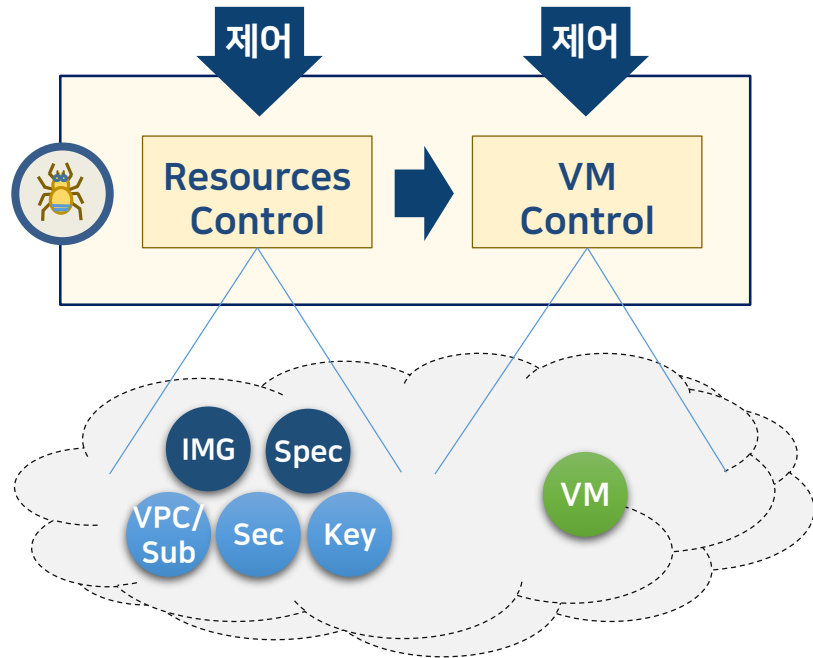 제어
제어
Resources
Control
VM
Control
IMG
Spec
VPC/
Sub
Sec
Key
VM